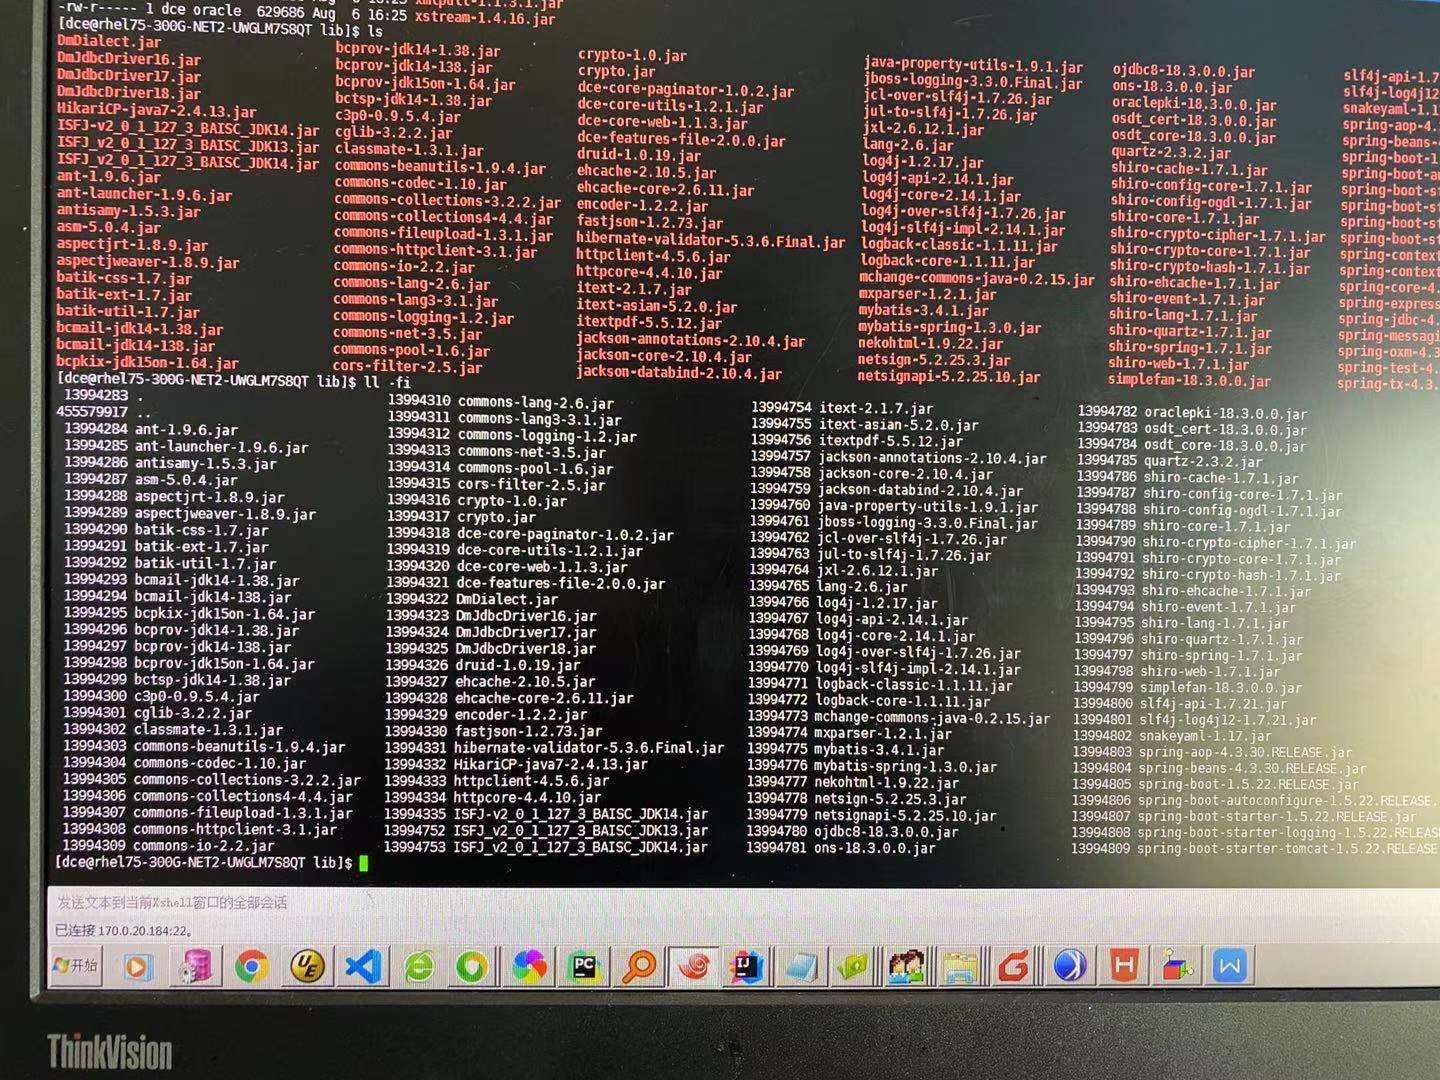 -rw-r----- 1 dce oracle 629686 Aug 6 16:25 xstream-1.4.16.jar
[dce@rhel75-300G-NET2-UWGLM7S8QT lib]$ ls
DmDialect.jar bcprov-jdk14-1.38.jar crypto-1.0.jar java-property-utils-1.9.1.jar ojdbc8-18.3.0.0.jar slf4j-api-1.7
DmJdbcDriver16.jar bcprov-jdk14-138.jar crypto.jar jboss-logging-3.3.0.Final.jar ons-18.3.0.0.jar slf4j-log4j12
DmJdbcDriver17.jar bcprov-jdk15on-1.64.jar dce-core-paginator-1.0.2.jar jcl-over-slf4j-1.7.26.jar oraclepki-18.3.0.0.jar snakeyaml-1.1
DmJdbcDriver18.jar bctsp-jdk14-1.38.jar dce-core-utils-1.2.1.jar jul-to-slf4j-1.7.26.jar osdt_cert-18.3.0.0.jar spring-aop-4.
HikariCP-java7-2.4.13.jar c3p0-0.9.5.4.jar dce-core-web-1.1.3.jar jxl-2.6.12.1.jar osdt_core-18.3.0.0.jar spring-beans-
ISFJ-v2_0_1_127_3_BAISC_JDK14.jar cglib-3.2.2.jar dce-features-file-2.0.0.jar lang-2.6.jar quartz-2.3.2.jar spring-boot-1
ISFJ_v2_0_1_127_3_BAISC_JDK13.jar classmate-1.3.1.jar druid-1.0.19.jar log4j-1.2.17.jar shiro-cache-1.7.1.jar spring-boot-a
ISFJ_v2_0_1_127_3_BAISC_JDK14.jar commons-beanutils-1.9.4.jar ehcache-2.10.5.jar log4j-api-2.14.1.jar shiro-config-core-1.7.1.jar spring-boot-s
ant-1.9.6.jar commons-codec-1.10.jar ehcache-core-2.6.11.jar log4j-core-2.14.1.jar shiro-config-ogdl-1.7.1.jar spring-boot-s
ant-launcher-1.9.6.jar commons-collections-3.2.2.jar encoder-1.2.2.jar log4j-over-slf4j-1.7.26.jar shiro-core-1.7.1.jar spring-boot-s
antisamy-1.5.3.jar commons-collections4-4.4.jar fastjson-1.2.73.jar log4j-slf4j-impl-2.14.1.jar shiro-crypto-cipher-1.7.1.jar spring-boot-s
asm-5.0.4.jar commons-fileupload-1.3.1.jar hibernate-validator-5.3.6.Final.jar logback-classic-1.1.11.jar shiro-crypto-core-1.7.1.jar spring-context
aspectjrt-1.8.9.jar commons-httpclient-3.1.jar httpclient-4.5.6.jar logback-core-1.1.11.jar shiro-crypto-hash-1.7.1.jar spring-context
aspectjweaver-1.8.9.jar commons-io-2.2.jar httpcore-4.4.10.jar mchange-commons-java-0.2.15.jar shiro-ehcache-1.7.1.jar spring-core-4.
batik-css-1.7.jar commons-lang-2.6.jar itext-2.1.7.jar mxparser-1.2.1.jar shiro-event-1.7.1.jar spring-express
batik-ext-1.7.jar commons-lang3-3.1.jar itext-asian-5.2.0.jar mybatis-3.4.1.jar shiro-lang-1.7.1.jar spring-jdbc-4.
batik-util-1.7.jar commons-logging-1.2.jar itextpdf-5.5.12.jar mybatis-spring-1.3.0.jar shiro-quartz-1.7.1.jar spring-messagi
bcmail-jdk14-1.38.jar commons-net-3.5.jar jackson-annotations-2.10.4.jar nekohtml-1.9.22.jar shiro-spring-1.7.1.jar spring-oxm-4.
bcmail-jdk14-138.jar commons-pool-1.6.jar jackson-core-2.10.4.jar netsign-5.2.25.3.jar shiro-web-1.7.1.jar spring-test-4.
bcpkix-jdk15on-1.64.jar cors-filter-2.5.jar jackson-databind-2.10.4.jar netsignapi-5.2.25.10.jar simplefan-18.3.0.0.jar spring-tx-4.3.
[dce@rhel75-300G-NET2-UWGLM7S8QT lib]$ ll -fi
13994283 . 13994310 commons-lang-2.6.jar 13994754 itext-2.1.7.jar 13994782 oraclepki-18.3.0.0.jar
455579917 .. 13994311 commons-lang3-3.1.jar 13994755 itext-asian-5.2.0.jar 13994783 osdt_cert-18.3.0.0.jar
13994284 ant-1.9.6.jar 13994312 commons-logging-1.2.jar 13994756 itextpdf-5.5.12.jar 13994784 osdt_core-18.3.0.0.jar
13994285 ant-launcher-1.9.6.jar 13994313 commons-net-3.5.jar 13994757 jackson-annotations-2.10.4.jar 13994785 quartz-2.3.2.jar
13994286 antisamy-1.5.3.jar 13994314 commons-pool-1.6.jar 13994758 jackson-core-2.10.4.jar 13994786 shiro-cache-1.7.1.jar
13994287 asm-5.0.4.jar 13994315 cors-filter-2.5.jar 13994759 jackson-databind-2.10.4.jar 13994787 shiro-config-core-1.7.1.jar
13994288 aspectjrt-1.8.9.jar 13994316 crypto-1.0.jar 13994760 java-property-utils-1.9.1.jar 13994788 shiro-config-ogdl-1.7.1.jar
13994289 aspectjweaver-1.8.9.jar 13994317 crypto.jar 13994761 jboss-logging-3.3.0.Final.jar 13994789 shiro-core-1.7.1.jar
13994290 batik-css-1.7.jar 13994318 dce-core-paginator-1.0.2.jar 13994762 jcl-over-slf4j-1.7.26.jar 13994790 shiro-crypto-cipher-1.7.1.jar
13994291 batik-ext-1.7.jar 13994319 dce-core-utils-1.2.1.jar 13994763 jul-to-slf4j-1.7.26.jar 13994791 shiro-crypto-core-1.7.1.jar
13994292 batik-util-1.7.jar 13994320 dce-core-web-1.1.3.jar 13994764 jxl-2.6.12.1.jar 13994792 shiro-crypto-hash-1.7.1.jar
13994293 bcmail-jdk14-1.38.jar 13994321 dce-features-file-2.0.0.jar 13994765 lang-2.6.jar 13994793 shiro-ehcache-1.7.1.jar
13994294 bcmail-jdk14-138.jar 13994322 DmDialect.jar 13994766 log4j-1.2.17.jar 13994794 shiro-event-1.7.1.jar
13994295 bcpkix-jdk15on-1.64.jar 13994323 DmJdbcDriver16.jar 13994767 log4j-api-2.14.1.jar 13994795 shiro-lang-1.7.1.jar
13994296 bcprov-jdk14-1.38.jar 13994324 DmJdbcDriver17.jar 13994768 log4j-core-2.14.1.jar 13994796 shiro-quartz-1.7.1.jar
13994297 bcprov-jdk14-138.jar 13994325 DmJdbcDriver18.jar 13994769 log4j-over-slf4j-1.7.26.jar 13994797 shiro-spring-1.7.1.jar
13994298 bcprov-jdk15on-1.64.jar 13994326 druid-1.0.19.jar 13994770 log4j-slf4j-impl-2.14.1.jar 13994798 shiro-web-1.7.1.jar
13994299 bctsp-jdk14-1.38.jar 13994327 ehcache-2.10.5.jar 13994771 logback-classic-1.1.11.jar 13994799 simplefan-18.3.0.0.jar
13994300 c3p0-0.9.5.4.jar 13994328 ehcache-core-2.6.11.jar 13994772 logback-core-1.1.11.jar 13994800 slf4j-api-1.7.21.jar
13994301 cglib-3.2.2.jar 13994329 encoder-1.2.2.jar 13994773 mchange-commons-java-0.2.15.jar 13994801 slf4j-log4j12-1.7.21.jar
13994302 classmate-1.3.1.jar 13994330 fastjson-1.2.73.jar 13994774 mxparser-1.2.1.jar 13994802 snakeyaml-1.17.jar
13994303 commons-beanutils-1.9.4.jar 13994331 hibernate-validator-5.3.6.Final.jar 13994775 mybatis-3.4.1.jar 13994803 spring-aop-4.3.30.RELEASE.jar
13994304 commons-codec-1.10.jar 13994332 HikariCP-java7-2.4.13.jar 13994776 mybatis-spring-1.3.0.jar 13994804 spring-beans-4.3.30.RELEASE.jar
13994305 commons-collections-3.2.2.jar 13994333 httpclient-4.5.6.jar 13994777 nekohtml-1.9.22.jar 13994805 spring-boot-1.5.22.RELEASE.jar
13994306 commons-collections4-4.4.jar 13994334 httpcore-4.4.10.jar 13994778 netsign-5.2.25.3.jar 13994806 spring-boot-autoconfigure-1.5.22.RELEASE.
13994307 commons-fileupload-1.3.1.jar 13994335 ISFJ-v2_0_1_127_3_BAISC_JDK14.jar 13994779 netsignapi-5.2.25.10.jar 13994807 spring-boot-starter-1.5.22.RELEASE.jar
13994308 commons-httpclient-3.1.jar 13994752 ISFJ_v2_0_1_127_3_BAISC_JDK13.jar 13994780 ojdbc8-18.3.0.0.jar 13994808 spring-boot-starter-logging-1.5.22.RELEAS
13994309 commons-io-2.2.jar 13994753 ISFJ_v2_0_1_127_3_BAISC_JDK14.jar 13994781 ons-18.3.0.0.jar 13994809 spring-boot-starter-tomcat-1.5.22.RELEASE
[dce@rhel75-300G-NET2-UWGLM7S8QT lib]$
发送文本到当前Xshell窗口的全部会话
已连接 170.0.20.184:22。
开始 UE PC IJ H W
ThinkVision